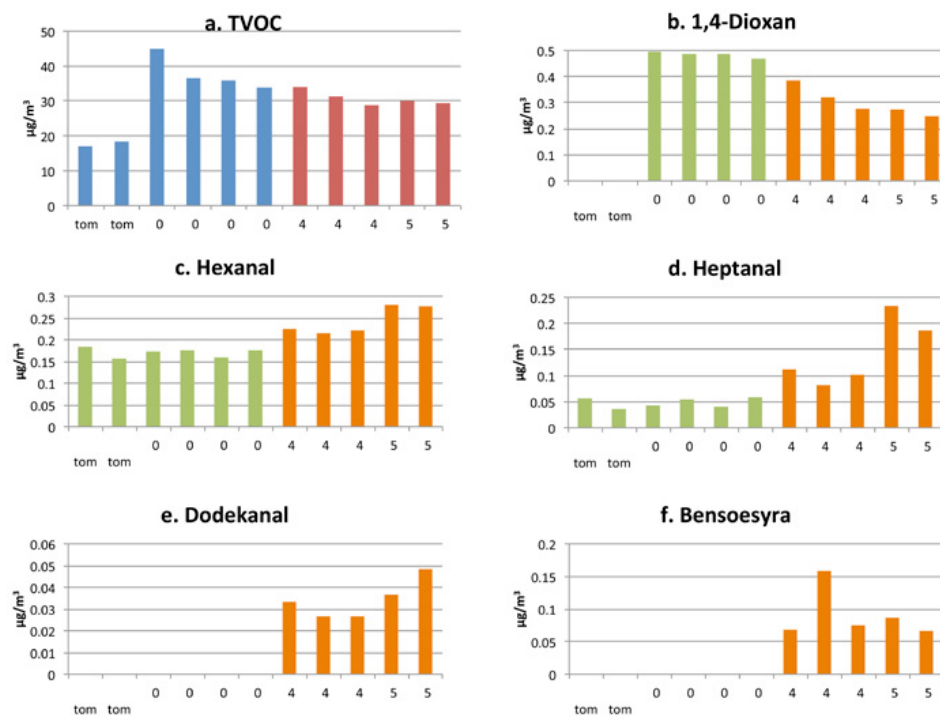 a. TVOC
50
40
30
20
10
0
µg/m³
tom tom 0 0 0 0 4 4 4 5 5
b. 1,4-Dioxan
0.5
0.4
0.3
0.2
0.1
0
µg/m³
0 0 0 0 4 4 4 5 5
tom tom
c. Hexanal
0.3
0.25
0.2
0.15
0.1
0.05
0
µg/m³
0 0 0 0 4 4 4 5 5
tom tom
d. Heptanal
0.25
0.2
0.15
0.1
0.05
0
µg/m³
0 0 0 0 4 4 4 5 5
tom tom
e. Dodekanal
0.06
0.05
0.04
0.03
0.02
0.01
0
µg/m³
0 0 0 0 4 4 4 5 5
tom tom
f. Bensoesyra
0.2
0.15
0.1
0.05
0
µg/m³
0 0 0 0 4 4 4 5 5
tom tom